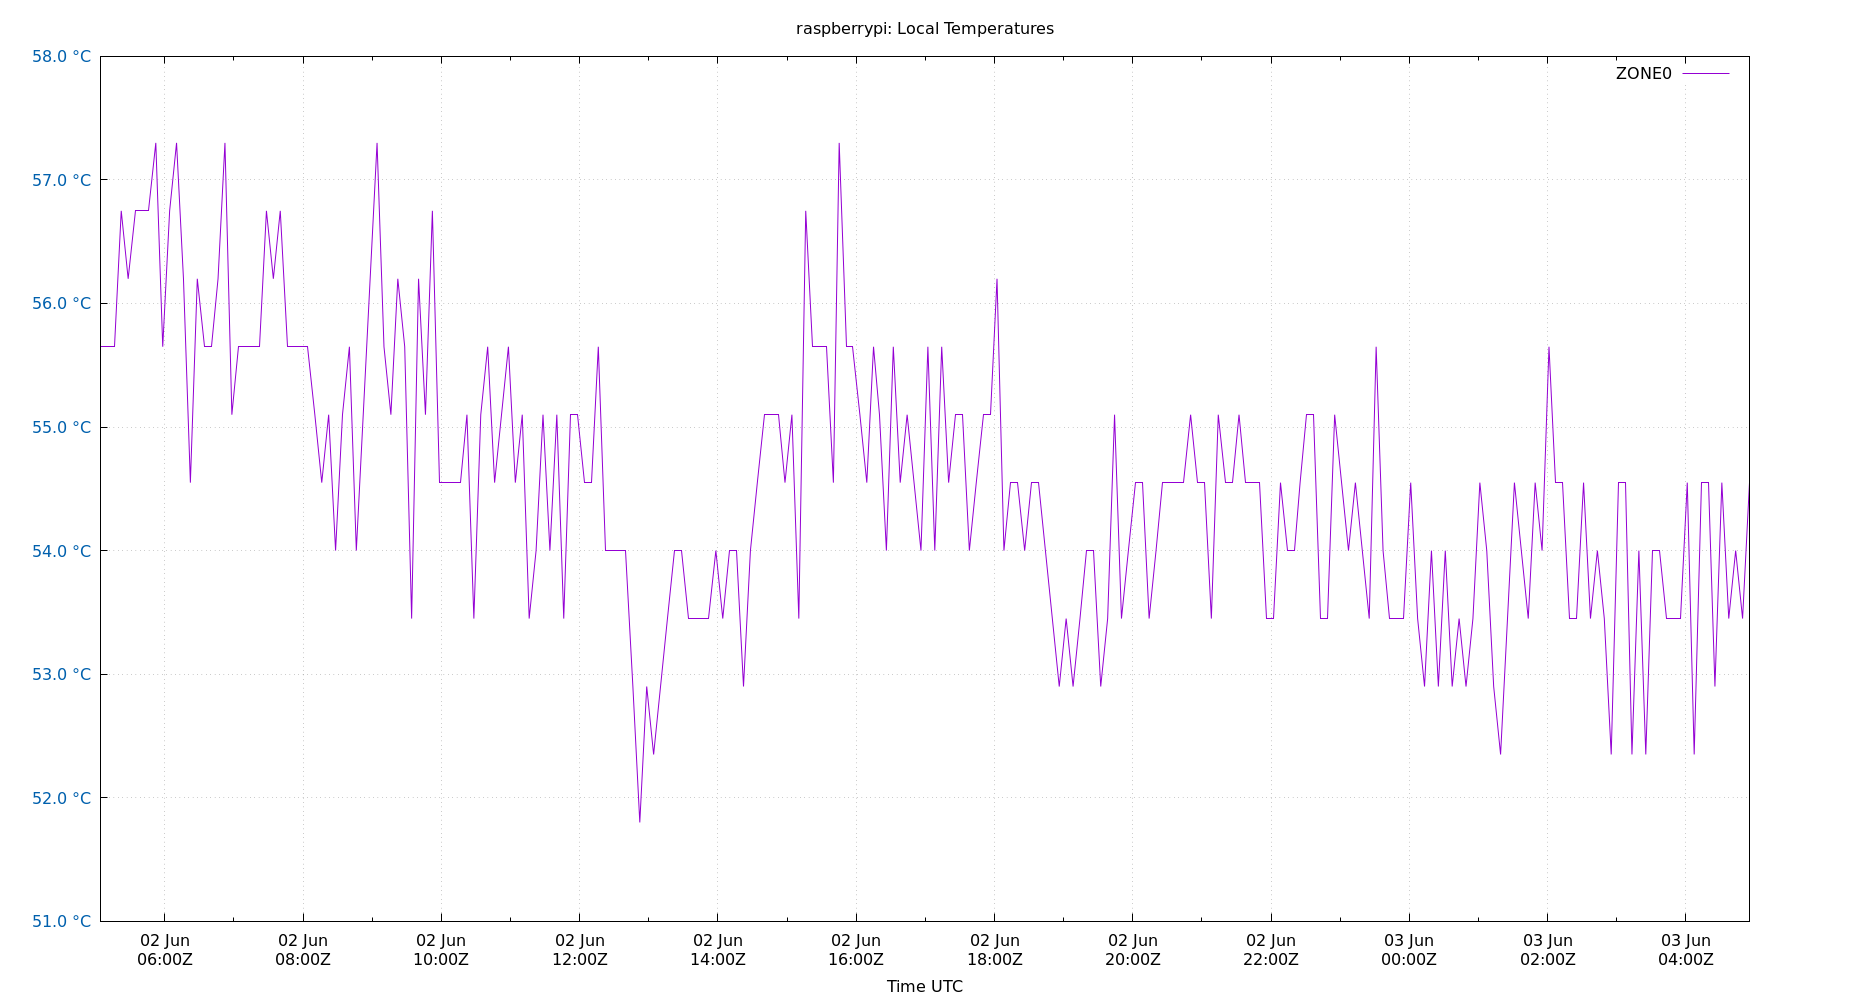 raspberrypi: Local Temperatures
58.0 °C
57.0 °C
56.0 °C
55.0 °C
54.0 °C
53.0 °C
52.0 °C
51.0 °C
ZONE0
02 Jun 02 Jun 02 Jun 02 Jun 02 Jun 02 Jun 02 Jun 02 Jun 02 Jun 03 Jun 03 Jun 03 Jun
06:00Z 08:00Z 10:00Z 12:00Z 14:00Z 16:00Z 18:00Z 20:00Z 22:00Z 00:00Z 02:00Z 04:00Z
Time UTC